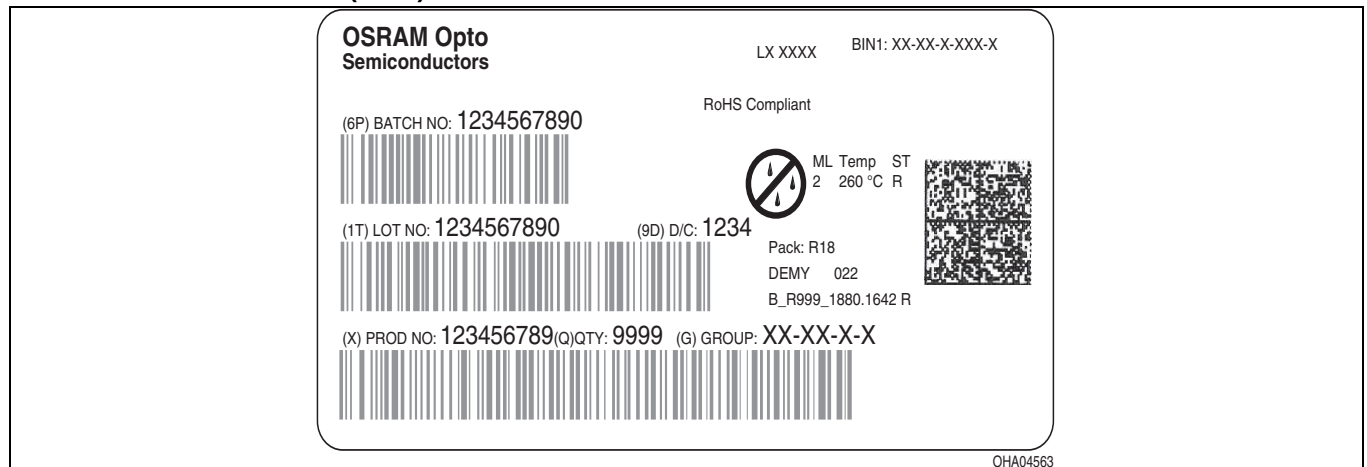 OSRAM Opto
Semiconductors
LX XXXX
BIN1: XX-XX-X-XXX-X
RoHS Compliant
(6P) BATCH NO: 1234567890
ML Temp ST
2 260 °C R
(1T) LOT NO: 1234567890 (9D) D/C: 1234
Pack: R18
DEMY 022
B_R999_1880.1642 R
(X) PROD NO: 123456789(Q)QTY: 9999 (G) GROUP: XX-XX-X-X
OHA04563